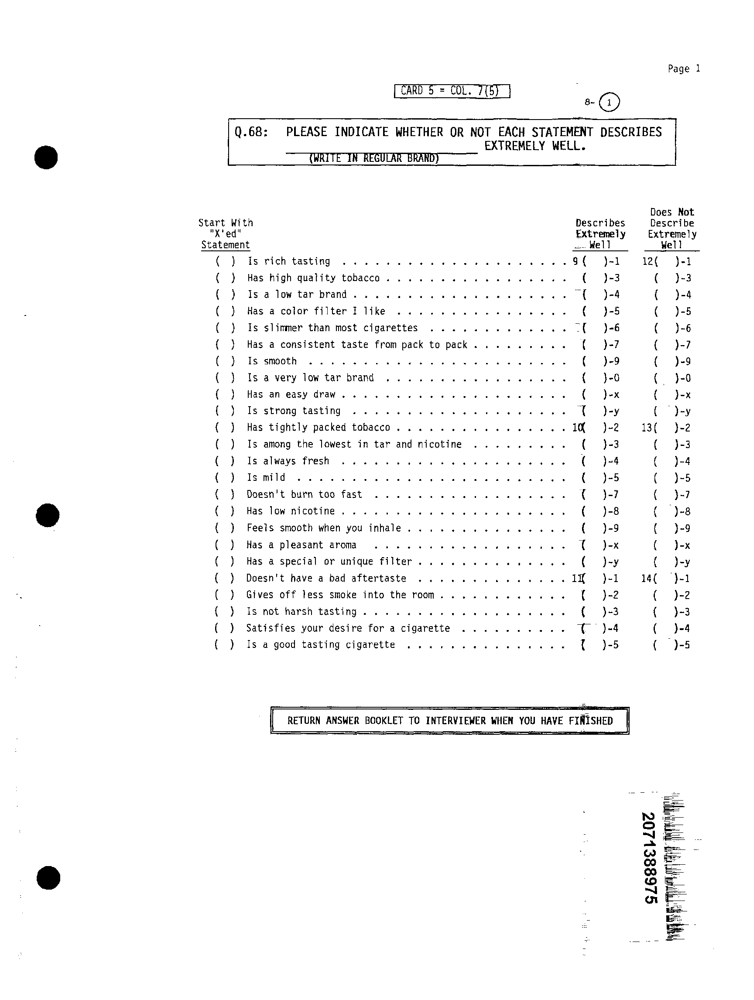 Page 1
CARD 5 = COL. 7(5)
8- (1)
Q.68: PLEASE INDICATE WHETHER OR NOT EACH STATEMENT DESCRIBES
____________________ EXTREMELY WELL.
(WRITE IN REGULAR BRAND)
Start With "X'ed" Statement
Describes Extremely Well
Does Not Describe Extremely Well
( ) Is rich tasting . . . . . . . . . . . . . . . . . . . . . 9 ( )-1 12( )-1
( ) Has high quality tobacco . . . . . . . . . . . . . . . . . ( )-3 ( )-3
( ) Is a low tar brand . . . . . . . . . . . . . . . . . . . . ( )-4 ( )-4
( ) Has a color filter I like . . . . . . . . . . . . . . . . ( )-5 ( )-5
( ) Is slimmer than most cigarettes . . . . . . . . . . . . . ( )-6 ( )-6
( ) Has a consistent taste from pack to pack . . . . . . . . . ( )-7 ( )-7
( ) Is smooth . . . . . . . . . . . . . . . . . . . . . . . . ( )-9 ( )-9
( ) Is a very low tar brand . . . . . . . . . . . . . . . . . ( )-0 ( )-0
( ) Has an easy draw . . . . . . . . . . . . . . . . . . . . . ( )-x ( )-x
( ) Is strong tasting . . . . . . . . . . . . . . . . . . . . ( )-y ( )-y
( ) Has tightly packed tobacco . . . . . . . . . . . . . . . . 10( )-2 13( )-2
( ) Is among the lowest in tar and nicotine . . . . . . . . . ( )-3 ( )-3
( ) Is always fresh . . . . . . . . . . . . . . . . . . . . . ( )-4 ( )-4
( ) Is mild . . . . . . . . . . . . . . . . . . . . . . . . . ( )-5 ( )-5
( ) Doesn't burn too fast . . . . . . . . . . . . . . . . . . ( )-7 ( )-7
( ) Has low nicotine . . . . . . . . . . . . . . . . . . . . . ( )-8 ( )-8
( ) Feels smooth when you inhale . . . . . . . . . . . . . . . ( )-9 ( )-9
( ) Has a pleasant aroma . . . . . . . . . . . . . . . . . . ( )-x ( )-x
( ) Has a special or unique filter . . . . . . . . . . . . . . ( )-y ( )-y
( ) Doesn't have a bad aftertaste . . . . . . . . . . . . . . 11( )-1 14( )-1
( ) Gives off less smoke into the room . . . . . . . . . . . . ( )-2 ( )-2
( ) Is not harsh tasting . . . . . . . . . . . . . . . . . . . ( )-3 ( )-3
( ) Satisfies your desire for a cigarette . . . . . . . . . . ( )-4 ( )-4
( ) Is a good tasting cigarette . . . . . . . . . . . . . . . ( )-5 ( )-5
RETURN ANSWER BOOKLET TO INTERVIEWER WHEN YOU HAVE FINISHED
2071388975